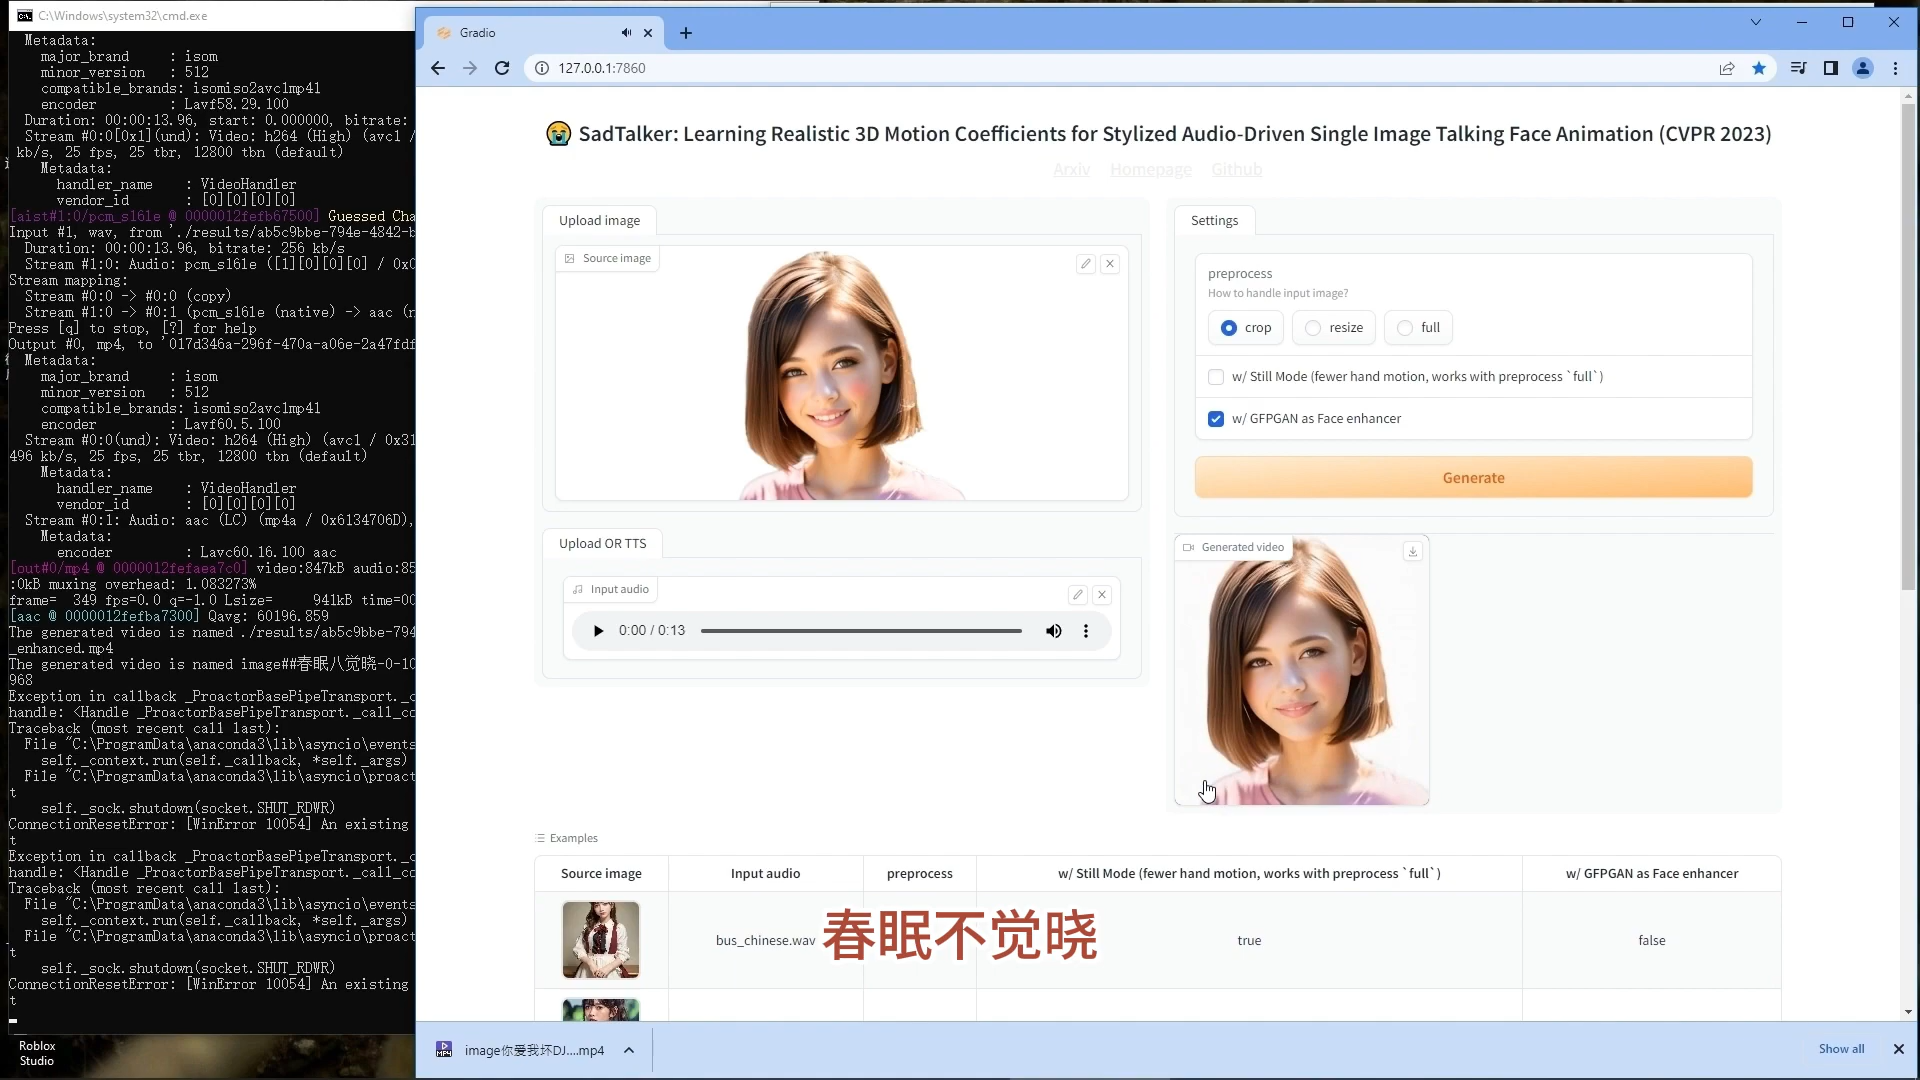 C:\Windows\system32\cmd.exe
Metadata:
major_brand : isom
minor_version : 512
compatible_brands: isomiso2avc1mp41
encoder : Lavf58.29.100
Duration: 00:00:13.96, start: 0.000000, bitrate:
Stream #0:0[0x1](und): Video: h264 (High) (avc1 /
kb/s, 25 fps, 25 tbr, 12800 tbn (default)
Metadata:
handler_name : VideoHandler
vendor_id : [0][0][0][0]
[aist#1:0/pcm_s16le @ 0000012fefb67500] Guessed Cha
Input #1, wav, from './results/ab5c9bbe-794e-4842-b
Duration: 00:00:13.96, bitrate: 256 kb/s
Stream #1:0: Audio: pcm_s16le ([1][0][0][0] / 0x0
Stream mapping:
Stream #0:0 -> #0:0 (copy)
Stream #1:0 -> #0:1 (pcm_s16le (native) -> aac (n
Press [q] to stop, [?] for help
Output #0, mp4, to '017d346a-296f-470a-a06e-2a47fdf
Metadata:
major_brand : isom
minor_version : 512
compatible_brands: isomiso2avc1mp41
encoder : Lavf60.5.100
Stream #0:0(und): Video: h264 (High) (avc1 / 0x31
496 kb/s, 25 fps, 25 tbr, 12800 tbn (default)
Metadata:
handler_name : VideoHandler
vendor_id : [0][0][0][0]
Stream #0:1: Audio: aac (LC) (mp4a / 0x6134706D),
Metadata:
encoder : Lavc60.16.100 aac
[out#0/mp4 @ 0000012fefaea7c0] video:847kB audio:85
:0kB muxing overhead: 1.083273%
frame= 349 fps=0.0 q=-1.0 Lsize= 941kB time=00
[aac @ 0000012fefba7300] Qavg: 60196.859
The generated video is named ./results/ab5c9bbe-794
_enhanced.mp4
The generated video is named image##春眠八觉晓-0-10
968
Exception in callback _ProactorBasePipeTransport._c
handle: <Handle _ProactorBasePipeTransport._call_co
Traceback (most recent call last):
File "C:\ProgramData\anaconda3\lib\asyncio\events
self._context.run(self._callback, *self._args)
File "C:\ProgramData\anaconda3\lib\asyncio\proact
t
self._sock.shutdown(socket.SHUT_RDWR)
ConnectionResetError: [WinError 10054] An existing
t
Exception in callback _ProactorBasePipeTransport._c
handle: <Handle _ProactorBasePipeTransport._call_co
Traceback (most recent call last):
File "C:\ProgramData\anaconda3\lib\asyncio\events
self._context.run(self._callback, *self._args)
File "C:\ProgramData\anaconda3\lib\asyncio\proact
t
self._sock.shutdown(socket.SHUT_RDWR)
ConnectionResetError: [WinError 10054] An existing
t
Roblox
Studio
Gradio
127.0.0.1:7860
SadTalker: Learning Realistic 3D Motion Coefficients for Stylized Audio-Driven Single Image Talking Face Animation (CVPR 2023)
Arxiv Homepage Github
Upload image
Source image
Upload OR TTS
Input audio
0:00 / 0:13
Settings
preprocess
How to handle input image?
crop resize full
w/ Still Mode (fewer hand motion, works with preprocess `full`)
w/ GFPGAN as Face enhancer
Generate
Generated video
Examples
Source image Input audio preprocess w/ Still Mode (fewer hand motion, works with preprocess `full`) w/ GFPGAN as Face enhancer
bus_chinese.wav true false
春眠不觉晓
image你爱我坏DJ....mp4
Show all